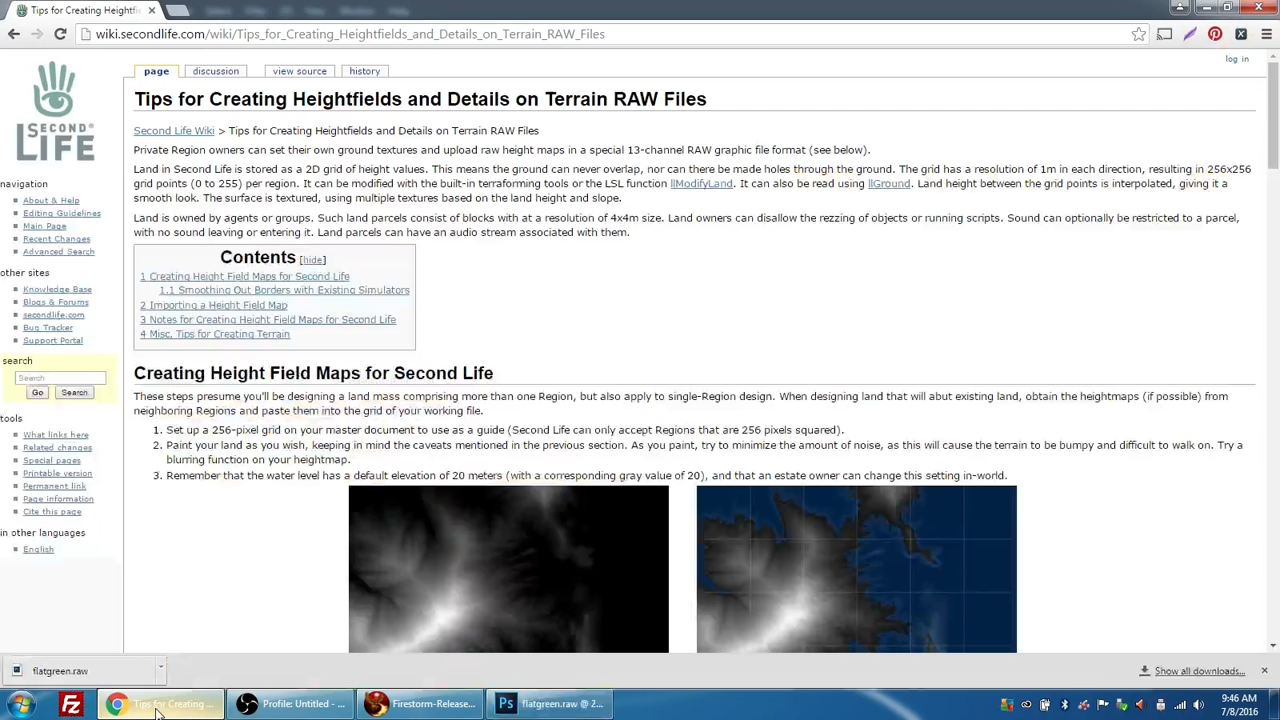 Tips for Creating Heightfi
wiki.secondlife.com/wiki/Tips_for_Creating_Heightfields_and_Details_on_Terrain_RAW_Files
log in
page
discussion
view source
history
SECOND
LIFE
Tips for Creating Heightfields and Details on Terrain RAW Files
Second Life Wiki > Tips for Creating Heightfields and Details on Terrain RAW Files
Private Region owners can set their own ground textures and upload raw height maps in a special 13-channel RAW graphic file format (see below).
Land in Second Life is stored as a 2D grid of height values. This means the ground can never overlap, nor can there be made holes through the ground. The grid has a resolution of 1m in each direction, resulting in 256x256
grid points (0 to 255) per region. It can be modified with the built-in terraforming tools or the LSL function llModifyLand. It can also be read using llGround. Land height between the grid points is interpolated, giving it a
smooth look. The surface is textured, using multiple textures based on the land height and slope.
Land is owned by agents or groups. Such land parcels consist of blocks with at a resolution of 4x4m size. Land owners can disallow the rezzing of objects or running scripts. Sound can optionally be restricted to a parcel,
with no sound leaving or entering it. Land parcels can have an audio stream associated with them.
Contents [hide]
1 Creating Height Field Maps for Second Life
1.1 Smoothing Out Borders with Existing Simulators
2 Importing a Height Field Map
3 Notes for Creating Height Field Maps for Second Life
4 Misc. Tips for Creating Terrain
Creating Height Field Maps for Second Life
These steps presume you'll be designing a land mass comprising more than one Region, but also apply to single-Region design. When designing land that will abut existing land, obtain the heightmaps (if possible) from
neighboring Regions and paste them into the grid of your working file.
1. Set up a 256-pixel grid on your master document to use as a guide (Second Life can only accept Regions that are 256 pixels squared).
2. Paint your land as you wish, keeping in mind the caveats mentioned in the previous section. As you paint, try to reduce amount of noise, as this will cause the terrain to be bumpy and difficult to walk on. Try a
blurring function on your heightmap.
3. Remember that the water level has a default elevation of 20 meters (with a corresponding gray value of 20), and that an estate owner can change this setting in-world.
navigation
About & Help
Editing Guidelines
Main Page
Recent Changes
Advanced Search
other sites
Knowledge Base
Blogs & Forums
secondlife.com
Bug Tracker
Support Portal
search
Search
Go
Search
tools
What links here
Related changes
Special pages
Printable version
Permanent link
Page information
Cite this page
in other languages
English
flatgreen.raw
Show all downloads...
Fz
Tips for Creating ...
Profile: Untitled - ...
Firestorm-Release...
Ps
flatgreen.raw @ 2...
9:46 AM
7/8/2016